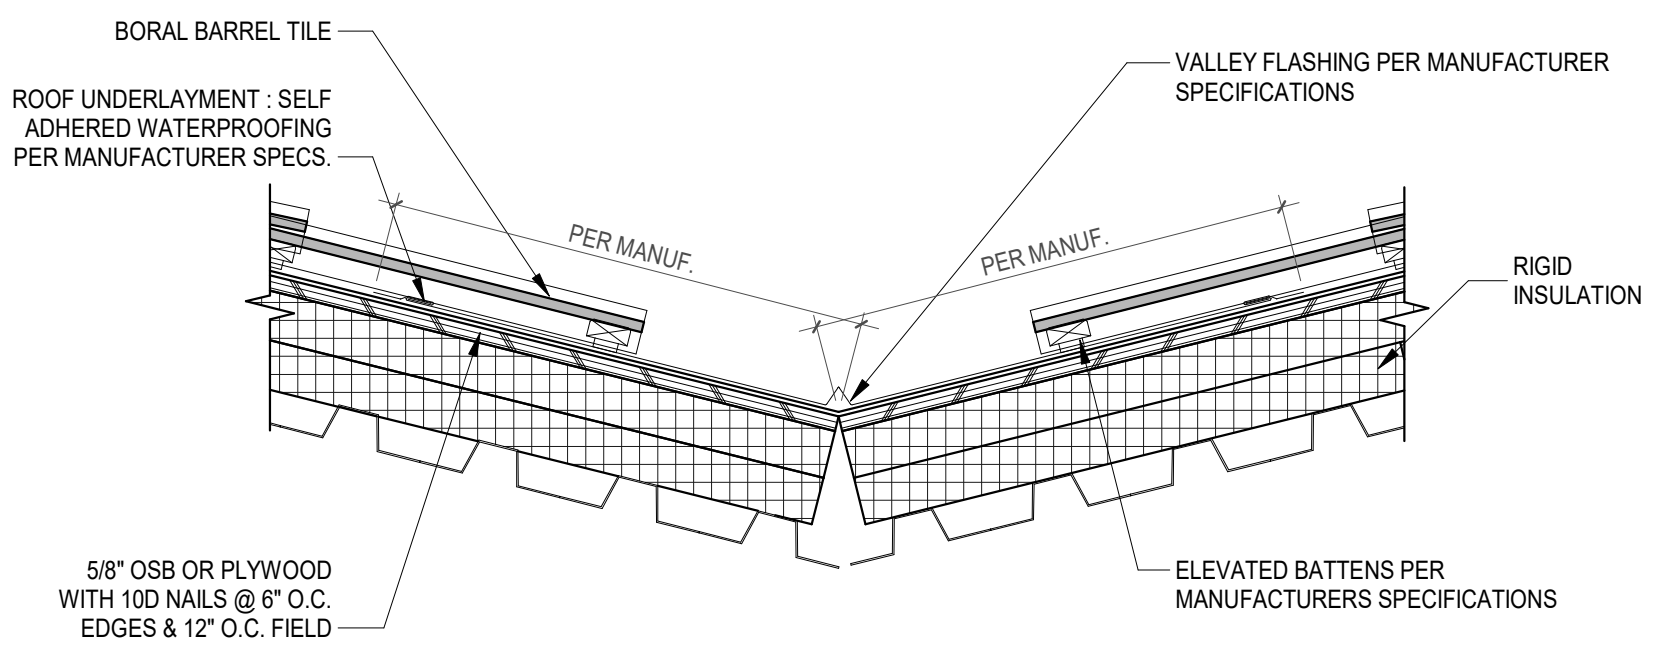 BORAL BARREL TILE
ROOF UNDERLAYMENT : SELF
ADHERED WATERPROOFING
PER MANUFACTURER SPECS.
VALLEY FLASHING PER MANUFACTURER
SPECIFICATIONS
PER MANUF.
PER MANUF.
RIGID
INSULATION
5/8" OSB OR PLYWOOD
WITH 10D NAILS @ 6" O.C.
EDGES & 12" O.C. FIELD
ELEVATED BATTENS PER
MANUFACTURERS SPECIFICATIONS